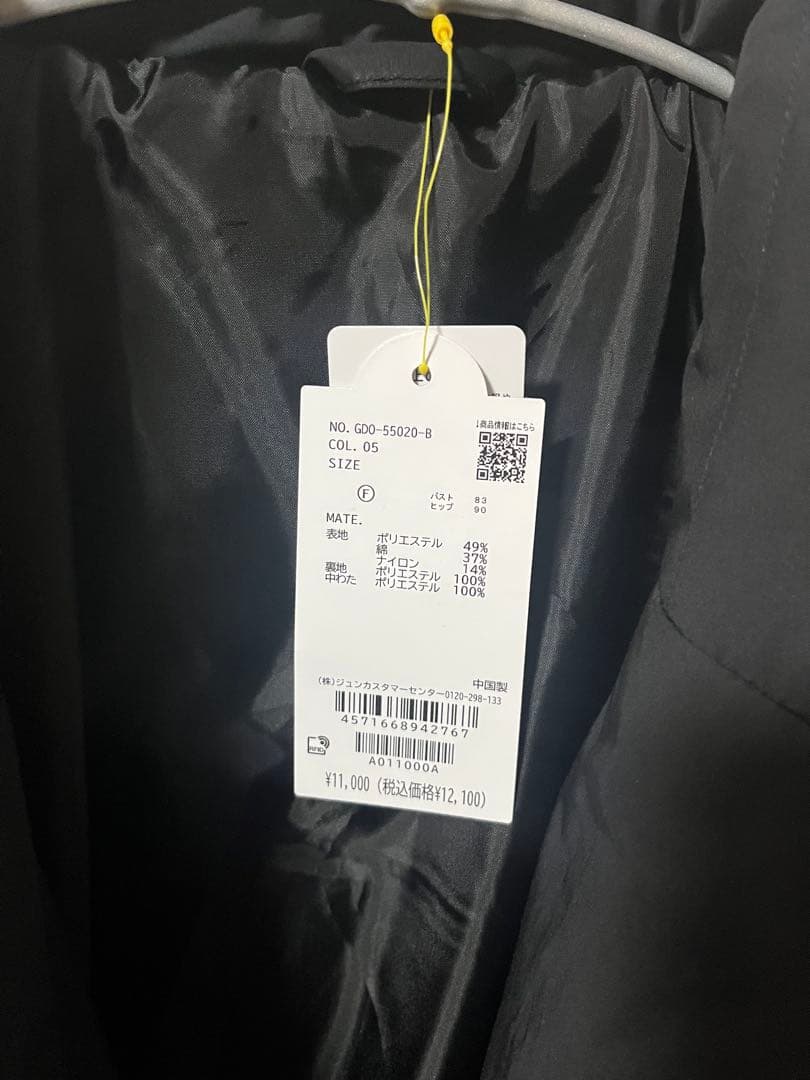 NO. GDO-55020-B
COL. 05
SIZE
↓商品情報はこちら
Ⓕ バスト 83
ヒップ 90
MATE.
表地 ポリエステル 49%
綿 37%
ナイロン 14%
裏地 ポリエステル 100%
中わた ポリエステル 100%
中国製
(株)ジュンカスタマーセンター0120-298-133
4571668942767
RFID
A011000A
¥11,000 (税込価格¥12,100)